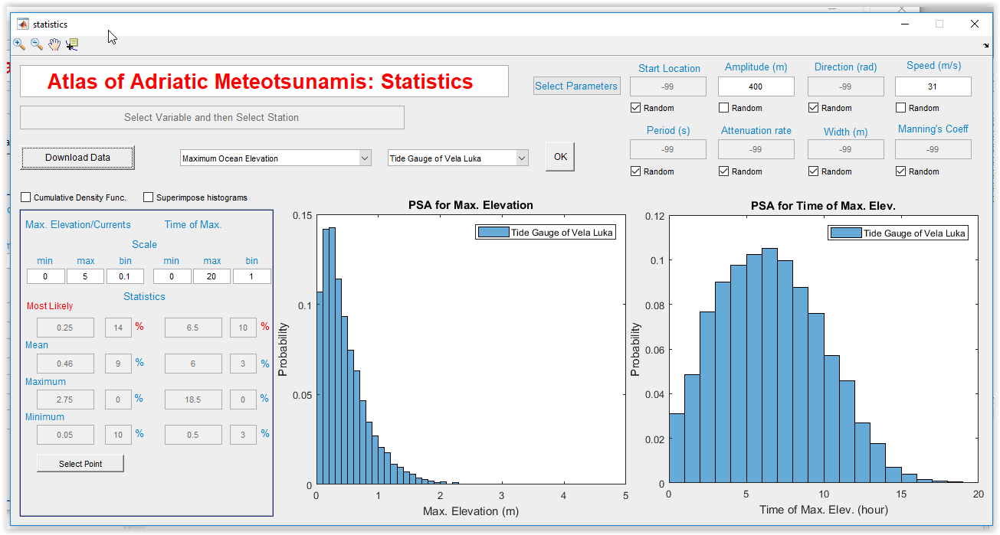 statistics
Atlas of Adriatic Meteotsunamis: Statistics
Select Variable and then Select Station
Download Data
Maximum Ocean Elevation
Tide Gauge of Vela Luka
OK
Select Parameters
Start Location Amplitude (m) Direction (rad) Speed (m/s)
-99 400 -99 31
Random Random Random Random
Period (s) Attenuation rate Width (m) Manning's Coeff
-99 -99 -99 -99
Random Random Random Random
Cumulative Density Func. Superimpose histograms
Max. Elevation/Currents Time of Max.
Scale
min max bin min max bin
0 5 0.1 0 20 1
Statistics
Most Likely
0.25 14 % 6.5 10 %
Mean
0.46 9 % 6 3 %
Maximum
2.75 0 % 18.5 0 %
Minimum
0.05 10 % 0.5 3 %
Select Point
PSA for Max. Elevation
Tide Gauge of Vela Luka
0.15
0.1
0.05
0
Probability
0 1 2 3 4 5
Max. Elevation (m)
PSA for Time of Max. Elev.
Tide Gauge of Vela Luka
0.12
0.1
0.08
0.06
0.04
0.02
0
Probability
0 5 10 15 20
Time of Max. Elev. (hour)